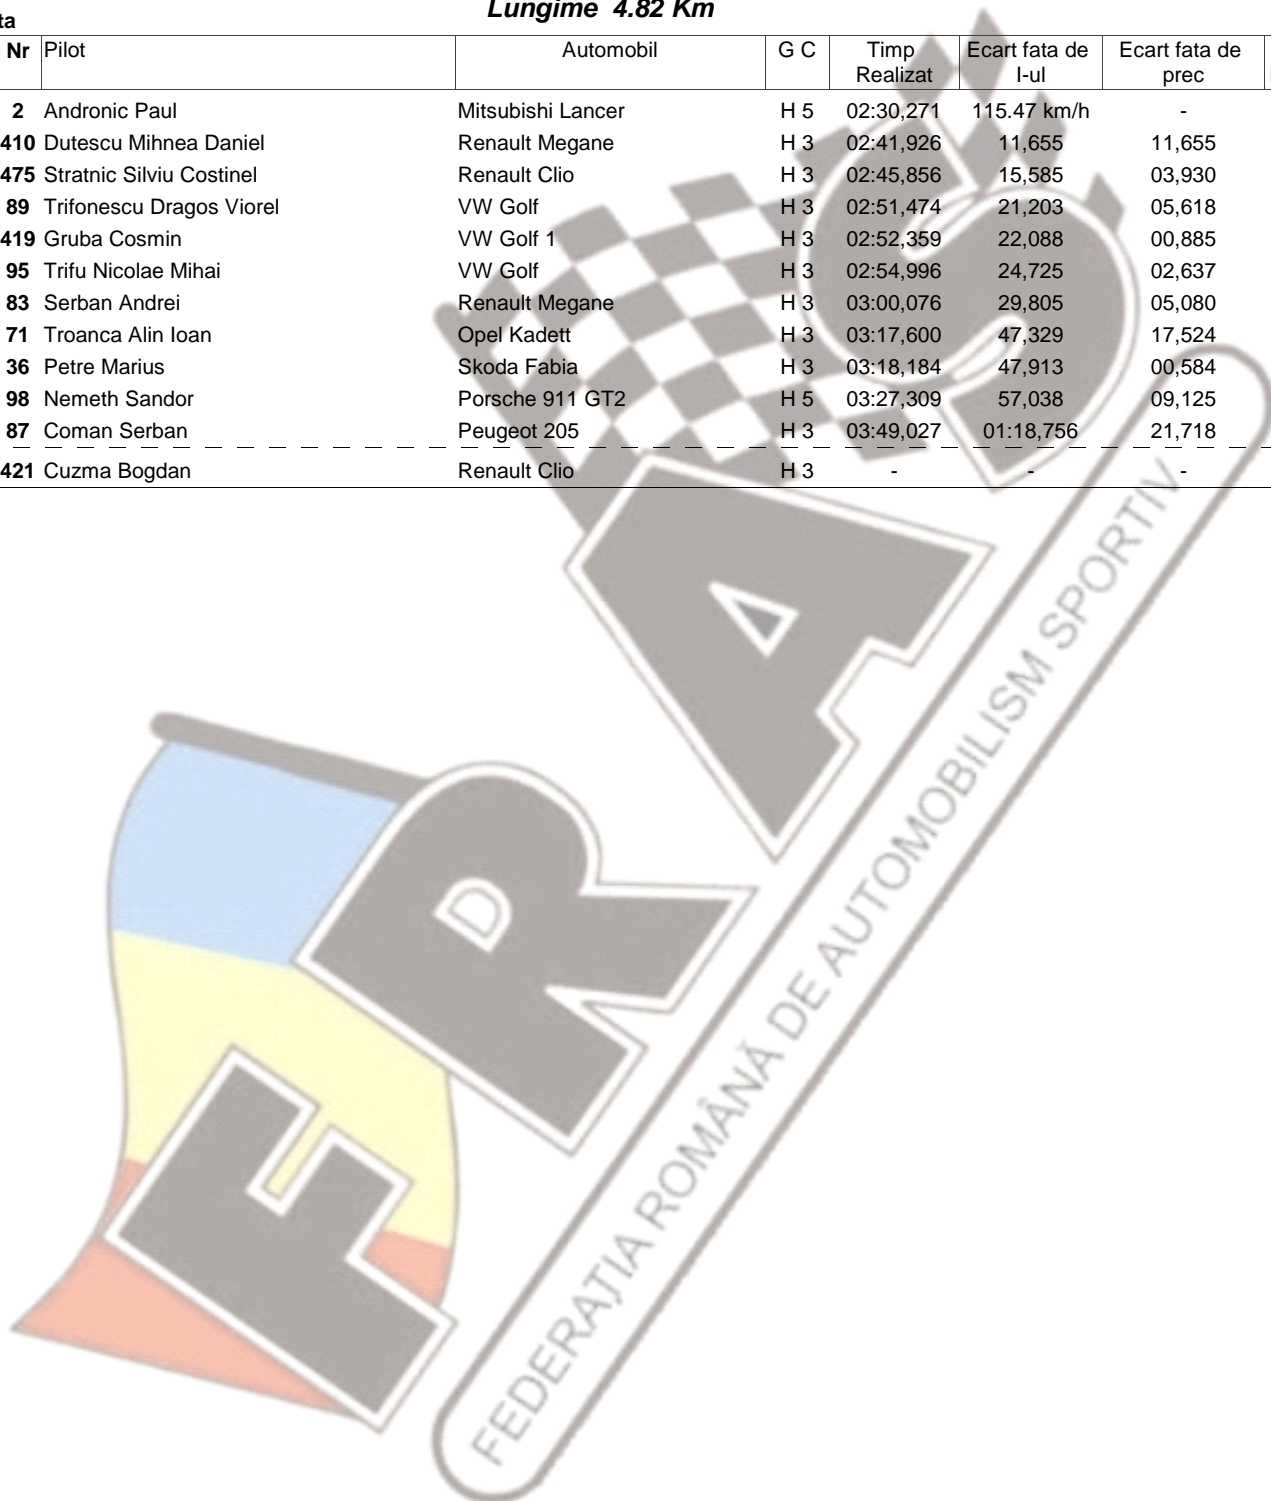 Lungime 4.82 Km
ta
Nr Pilot Automobil G C Timp Realizat Ecart fata de I-ul Ecart fata de prec
2 Andronic Paul Mitsubishi Lancer H 5 02:30,271 115.47 km/h -
410 Dutescu Mihnea Daniel Renault Megane H 3 02:41,926 11,655 11,655
475 Stratnic Silviu Costinel Renault Clio H 3 02:45,856 15,585 03,930
89 Trifonescu Dragos Viorel VW Golf H 3 02:51,474 21,203 05,618
419 Gruba Cosmin VW Golf 1 H 3 02:52,359 22,088 00,885
95 Trifu Nicolae Mihai VW Golf H 3 02:54,996 24,725 02,637
83 Serban Andrei Renault Megane H 3 03:00,076 29,805 05,080
71 Troanca Alin Ioan Opel Kadett H 3 03:17,600 47,329 17,524
36 Petre Marius Skoda Fabia H 3 03:18,184 47,913 00,584
98 Nemeth Sandor Porsche 911 GT2 H 5 03:27,309 57,038 09,125
87 Coman Serban Peugeot 205 H 3 03:49,027 01:18,756 21,718
421 Cuzma Bogdan Renault Clio H 3 - - -
FRAS
FEDERAȚIA ROMÂNĂ DE AUTOMOBILISM SPORTIV